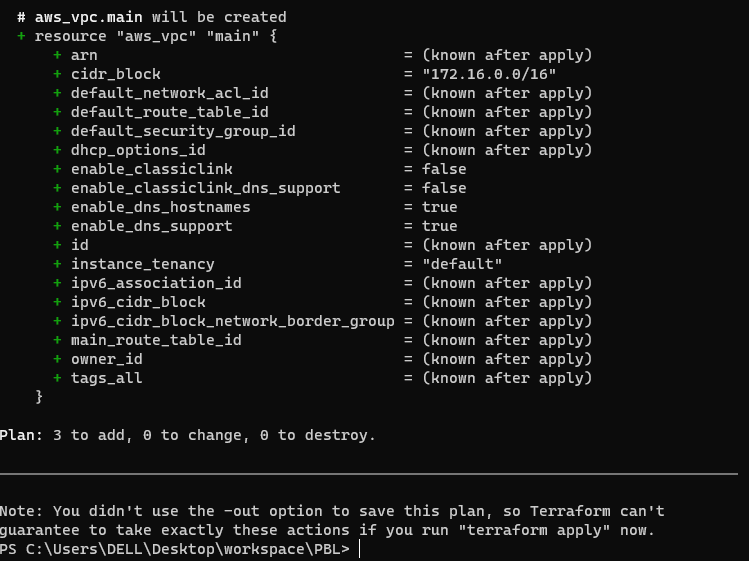 # aws_vpc.main will be created
+ resource "aws_vpc" "main" {
+ arn = (known after apply)
+ cidr_block = "172.16.0.0/16"
+ default_network_acl_id = (known after apply)
+ default_route_table_id = (known after apply)
+ default_security_group_id = (known after apply)
+ dhcp_options_id = (known after apply)
+ enable_classiclink = false
+ enable_classiclink_dns_support = false
+ enable_dns_hostnames = true
+ enable_dns_support = true
+ id = (known after apply)
+ instance_tenancy = "default"
+ ipv6_association_id = (known after apply)
+ ipv6_cidr_block = (known after apply)
+ ipv6_cidr_block_network_border_group = (known after apply)
+ main_route_table_id = (known after apply)
+ owner_id = (known after apply)
+ tags_all = (known after apply)
}
Plan: 3 to add, 0 to change, 0 to destroy.
Note: You didn't use the -out option to save this plan, so Terraform can't
guarantee to take exactly these actions if you run "terraform apply" now.
PS C:\Users\DELL\Desktop\workspace\PBL>